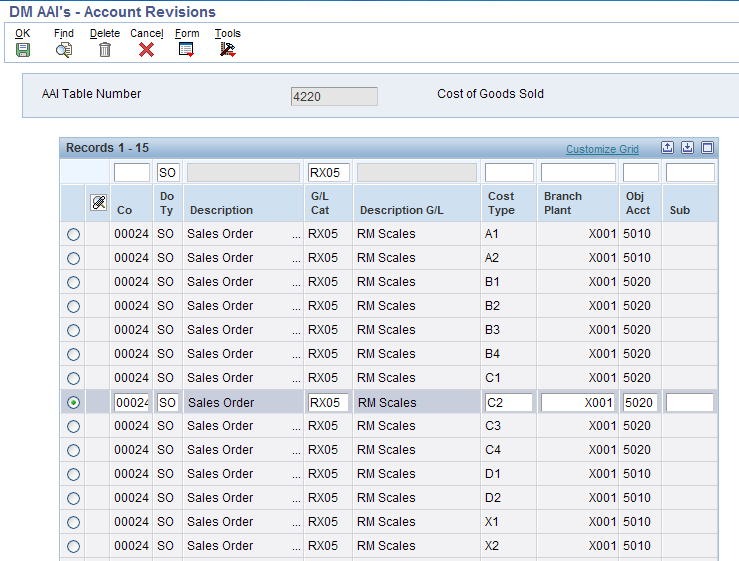 DM AAI's - Account Revisions
OK Find Delete Cancel Form Tools
AAI Table Number 4220 Cost of Goods Sold
Records 1 - 15 Customize Grid
SO RX05
Co Do Ty Description G/L Cat Description G/L Cost Type Branch Plant Obj Acct Sub
00024 SO Sales Order ... RX05 RM Scales A1 X001 5010
00024 SO Sales Order ... RX05 RM Scales A2 X001 5010
00024 SO Sales Order ... RX05 RM Scales B1 X001 5020
00024 SO Sales Order ... RX05 RM Scales B2 X001 5020
00024 SO Sales Order ... RX05 RM Scales B3 X001 5020
00024 SO Sales Order ... RX05 RM Scales B4 X001 5020
00024 SO Sales Order ... RX05 RM Scales C1 X001 5020
00024 SO Sales Order RX05 RM Scales C2 X001 5020
00024 SO Sales Order ... RX05 RM Scales C3 X001 5020
00024 SO Sales Order ... RX05 RM Scales C4 X001 5020
00024 SO Sales Order ... RX05 RM Scales D1 X001 5010
00024 SO Sales Order ... RX05 RM Scales D2 X001 5010
00024 SO Sales Order ... RX05 RM Scales X1 X001 5010
00024 SO Sales Order ... RX05 RM Scales X2 X001 5010